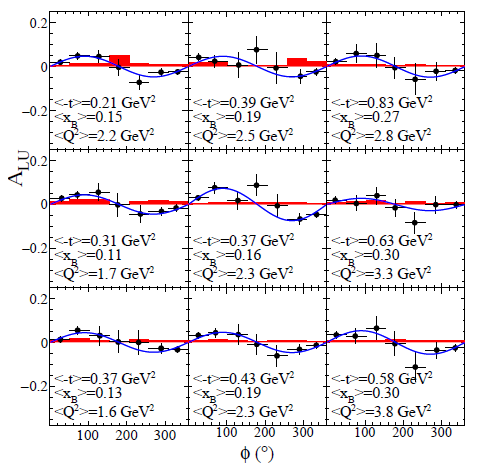 A_LU
0.2
0
−0.2
<-t>=0.21 GeV²
<x_B>=0.15
<Q²>=2.2 GeV²
<-t>=0.39 GeV²
<x_B>=0.19
<Q²>=2.5 GeV²
<-t>=0.83 GeV²
<x_B>=0.27
<Q²>=2.8 GeV²
0.2
0
−0.2
<-t>=0.31 GeV²
<x_B>=0.11
<Q²>=1.7 GeV²
<-t>=0.37 GeV²
<x_B>=0.16
<Q²>=2.3 GeV²
<-t>=0.63 GeV²
<x_B>=0.30
<Q²>=3.3 GeV²
0.2
0
−0.2
<-t>=0.37 GeV²
<x_B>=0.13
<Q²>=1.6 GeV²
<-t>=0.43 GeV²
<x_B>=0.19
<Q²>=2.3 GeV²
<-t>=0.58 GeV²
<x_B>=0.30
<Q²>=3.8 GeV²
100 200 300 100 200 300 100 200 300
ϕ (°)